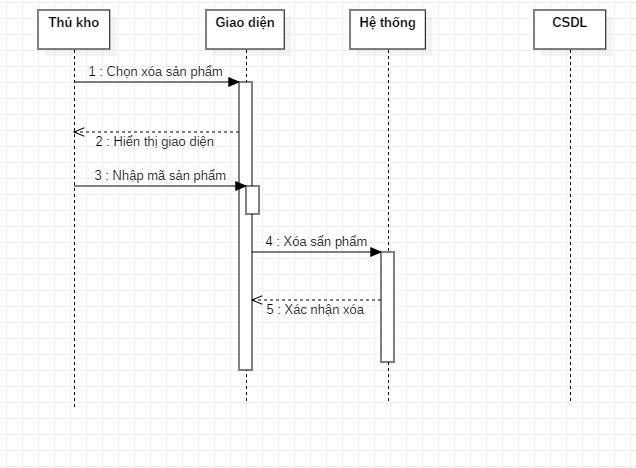 Thủ kho
Giao diện
Hệ thống
CSDL
1 : Chọn xóa sản phẩm
2 : Hiển thị giao diện
3 : Nhập mã sản phẩm
4 : Xóa sẩn phẩm
5 : Xác nhận xóa